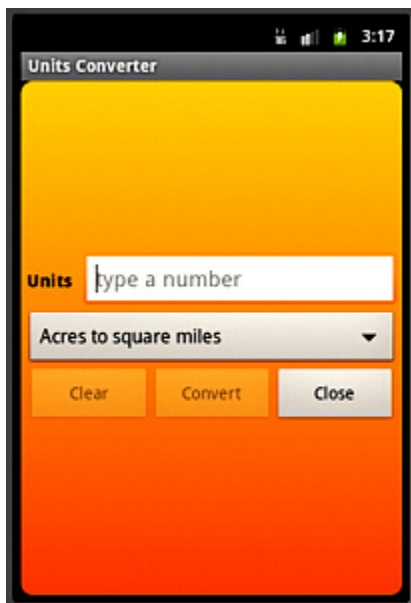 3:17
Units Converter
Units type a number
Acres to square miles
Clear Convert Close